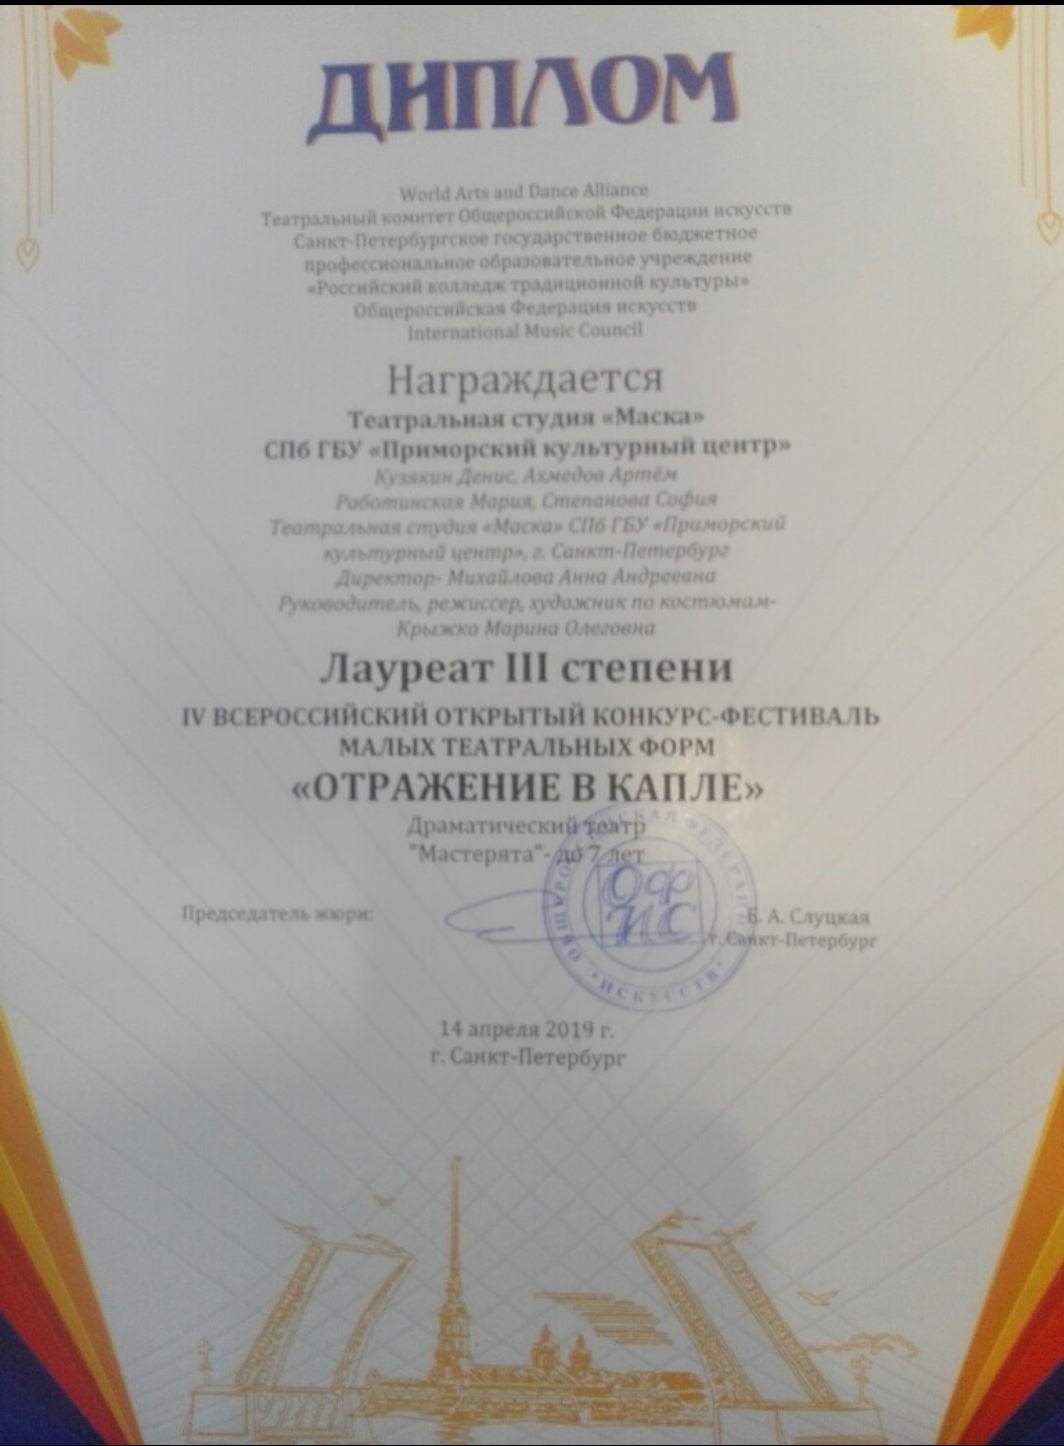 ДИПЛОМ
World Arts and Dance Alliance
Театральный комитет Общероссийской Федерации искусств
Санкт-Петербургское государственное бюджетное
профессиональное образовательное учреждение
«Российский колледж традиционной культуры»
Общероссийская Федерация искусств
International Music Council
Награждается
Театральная студия «Маска»
СПб ГБУ «Приморский культурный центр»
Кузякин Денис, Ахмедов Артём
Работинская Мария, Степанова София
Театральная студия «Маска» СПб ГБУ «Приморский
культурный центр», г. Санкт-Петербург
Директор- Михайлова Анна Андреевна
Руководитель, режиссер, художник по костюмам-
Крыжко Марина Олеговна
Лауреат III степени
IV ВСЕРОССИЙСКИЙ ОТКРЫТЫЙ КОНКУРС-ФЕСТИВАЛЬ
МАЛЫХ ТЕАТРАЛЬНЫХ ФОРМ
«ОТРАЖЕНИЕ В КАПЛЕ»
Драматический театр
"Мастерята"- до 7 лет
Председатель жюри:
Б. А. Слуцкая
г. Санкт-Петербург
ОБЩЕРОССИЙСКАЯ ФЕДЕРАЦИЯ
• ИСКУССТВ •
ОФ
ИС
14 апреля 2019 г.
г. Санкт-Петербург